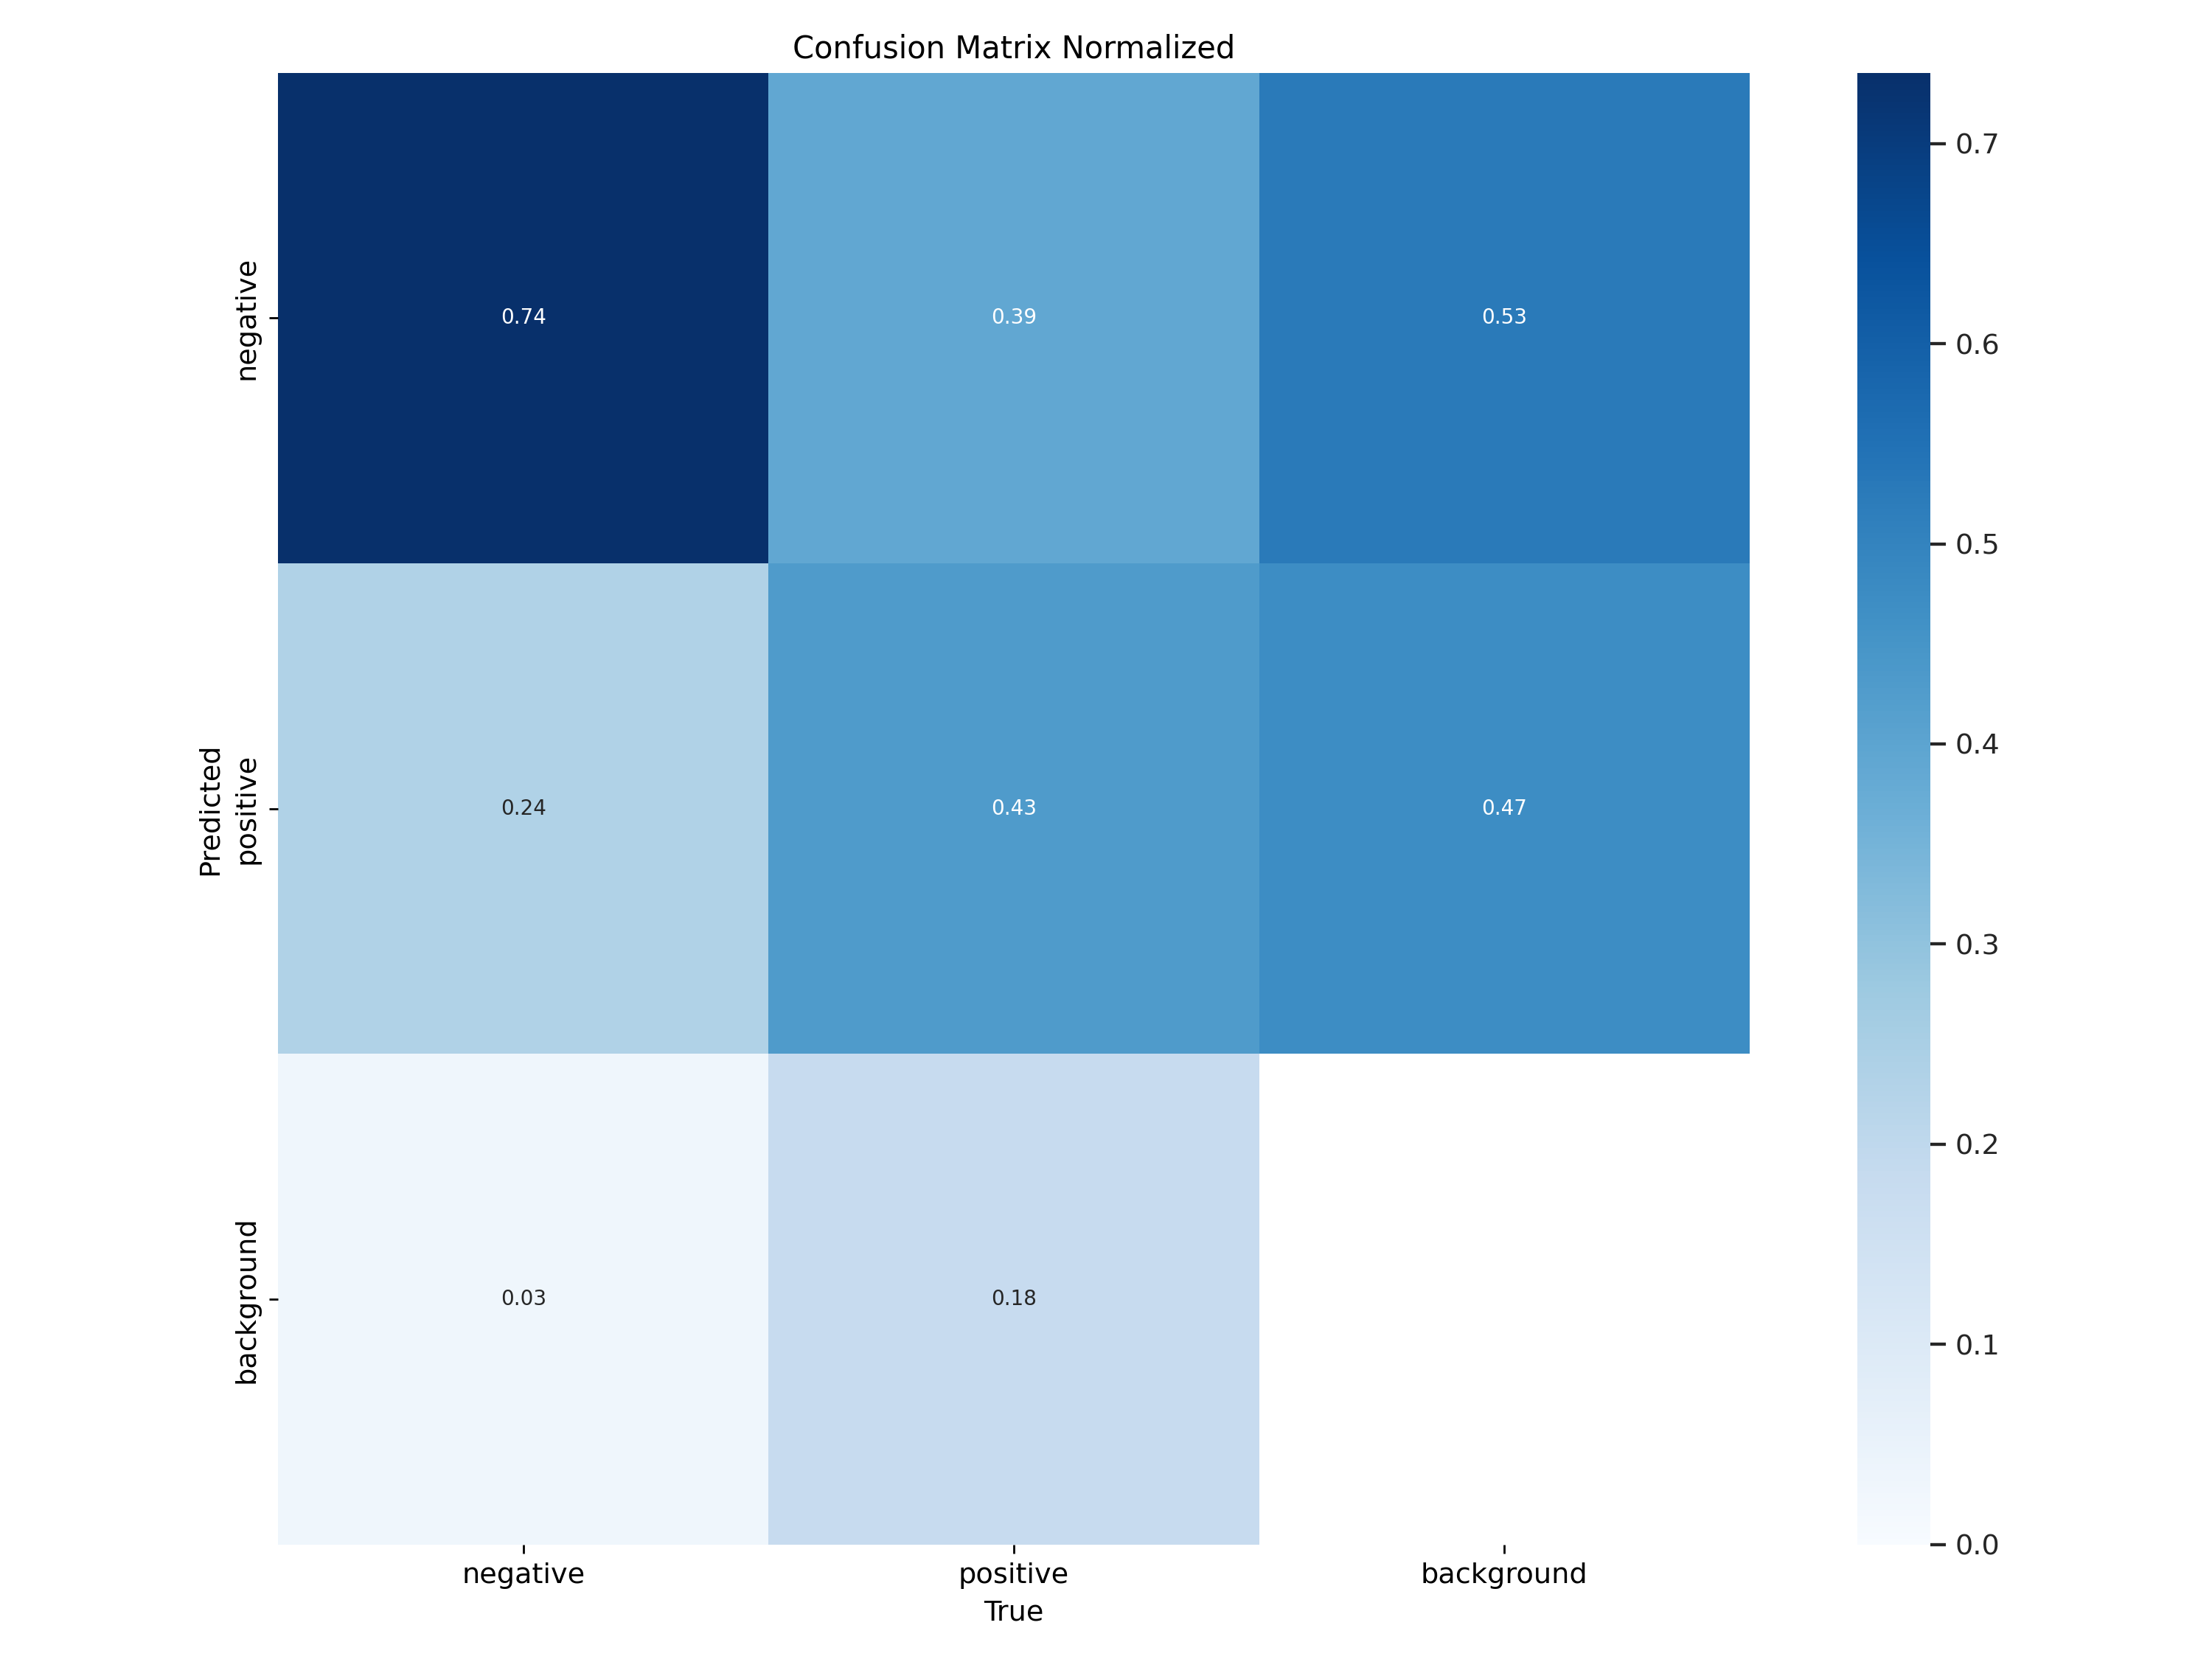 Confusion Matrix Normalized
negative
0.74
0.39
0.53
Predicted
positive
0.24
0.43
0.47
background
0.03
0.18
negative
positive
background
True
0.7
0.6
0.5
0.4
0.3
0.2
0.1
0.0